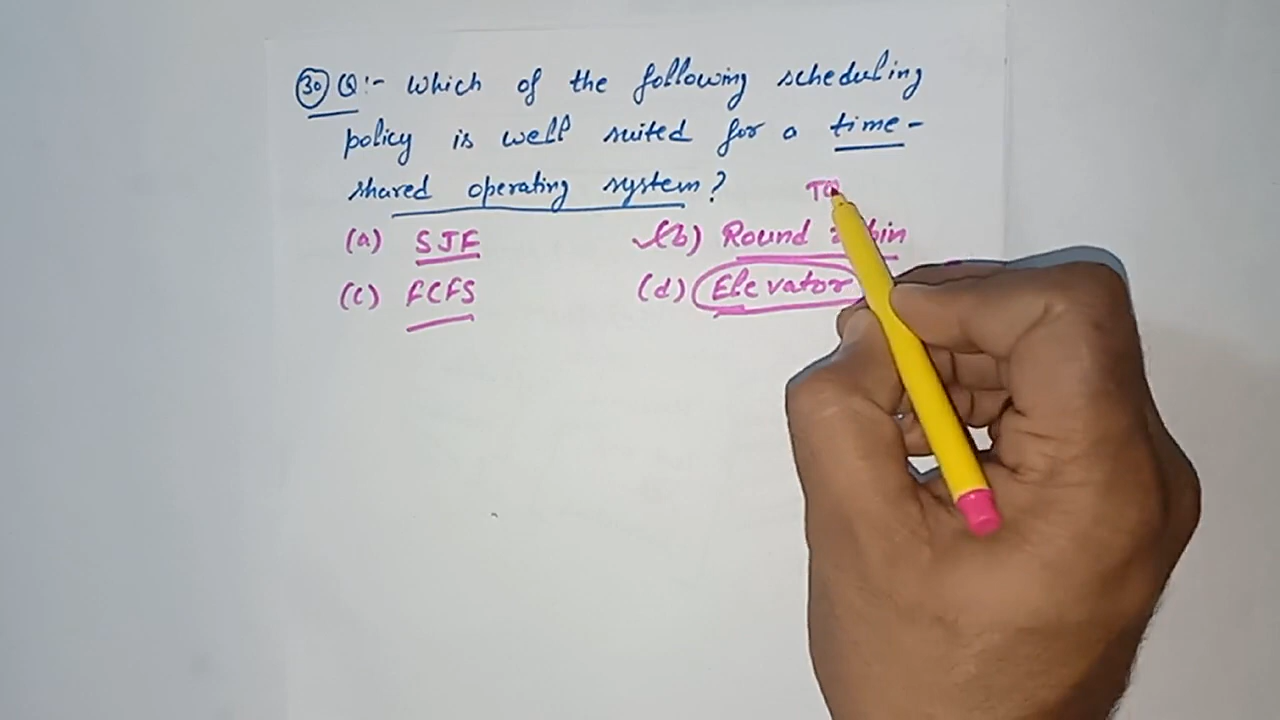 30 Q:- Which of the following scheduling
policy is well suited for a time-
shared operating system?
TQ
(a) SJF (b) Round
(c) FCFS (d) Elevator